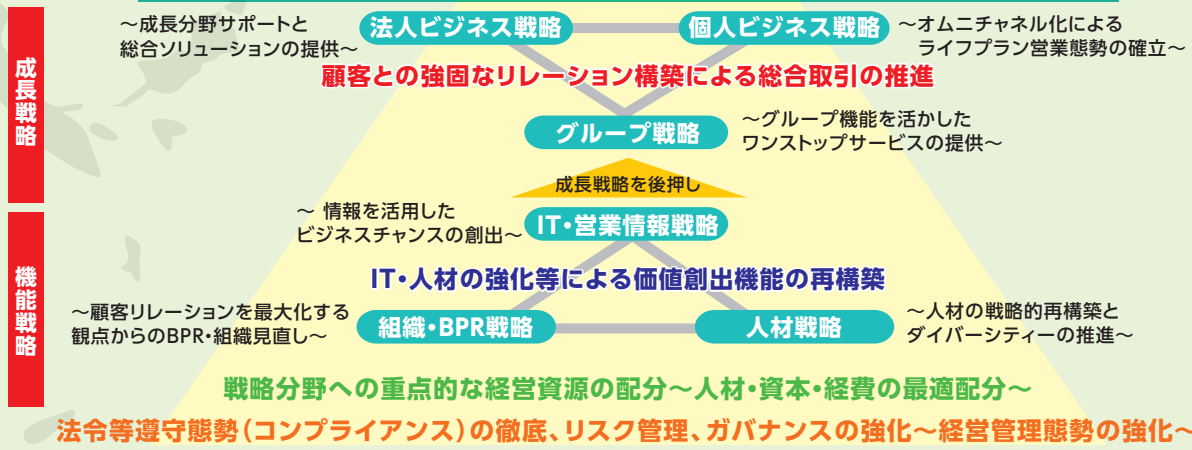 成長戦略
～成長分野サポートと
総合ソリューションの提供～
法人ビジネス戦略
個人ビジネス戦略
～オムニチャネル化による
ライフプラン営業態勢の確立～
顧客との強固なリレーション構築による総合取引の推進
グループ戦略
～グループ機能を活かした
ワンストップサービスの提供～
成長戦略を後押し
機能戦略
～ 情報を活用した
ビジネスチャンスの創出～
IT・営業情報戦略
IT・人材の強化等による価値創出機能の再構築
～顧客リレーションを最大化する
観点からのBPR・組織見直し～
組織・BPR戦略
人材戦略
～人材の戦略的再構築と
ダイバーシティーの推進～
戦略分野への重点的な経営資源の配分～人材・資本・経費の最適配分～
法令等遵守態勢（コンプライアンス）の徹底、リスク管理、ガバナンスの強化～経営管理態勢の強化～